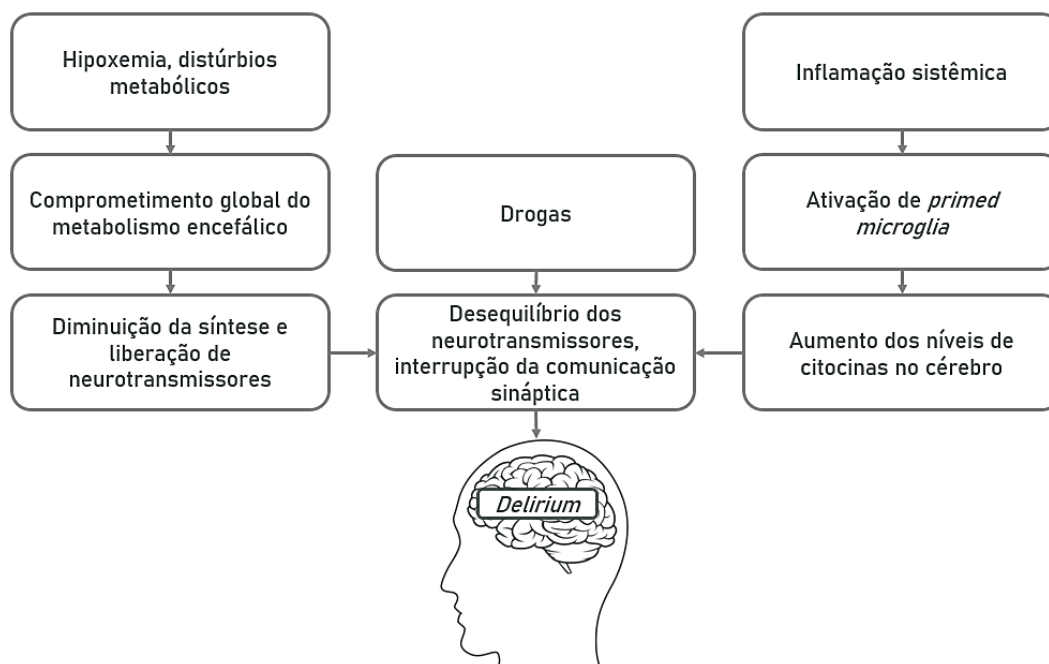 Hipoxemia, distúrbios
metabólicos
Inflamação sistêmica
Comprometimento global do
metabolismo encefálico
Drogas
Ativação de primed
microglia
Diminuição da síntese e
liberação de
neurotransmissores
Desequilíbrio dos
neurotransmissores,
interrupção da comunicação
sináptica
Aumento dos níveis de
citocinas no cérebro
Delirium